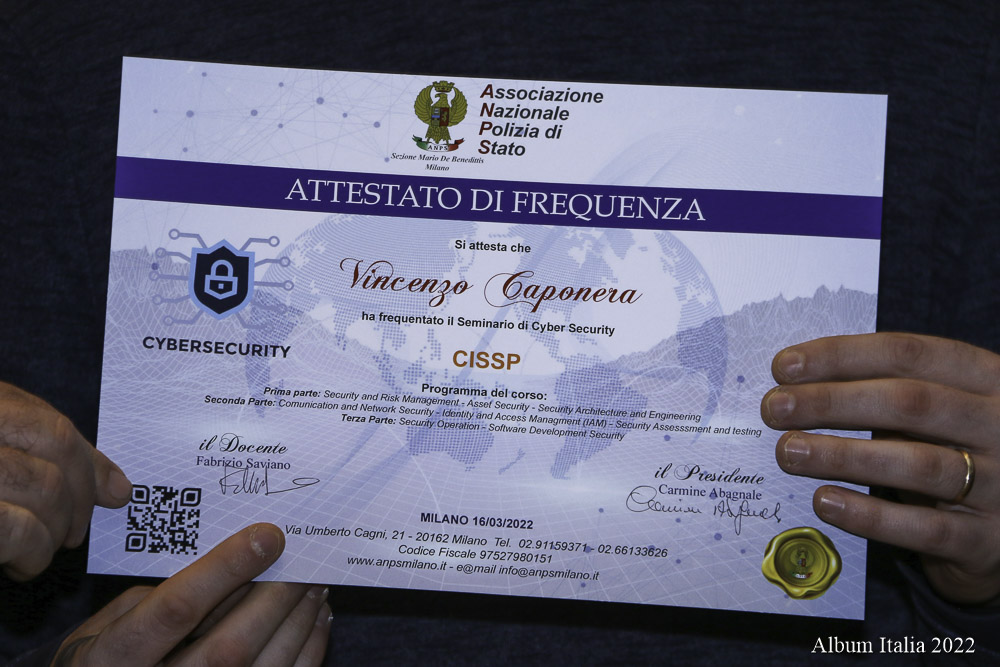 Associazione
Nazionale
Polizia di
Stato
ANPS
Sezione Mario De Benedittis
Milano
ATTESTATO DI FREQUENZA
Si attesta che
Vincenzo Caponera
ha frequentato il Seminario di Cyber Security
CYBERSECURITY
CISSP
Programma del corso:
Prima parte: Security and Risk Management - Asset Security - Security Architecture and Engineering
Seconda Parte: Comunication and Network Security - Identity and Access Managment (IAM) - Security Assesssment and testing
Terza Parte: Security Operation - Software Development Security
il Docente
Fabrizio Saviano
il Presidente
Carmine Abagnale
MILANO 16/03/2022
Via Umberto Cagni, 21 - 20162 Milano Tel. 02.91159371 - 02.66133626
Codice Fiscale 97527980151
www.anpsmilano.it - e@mail info@anpsmilano.it
Album Italia 2022